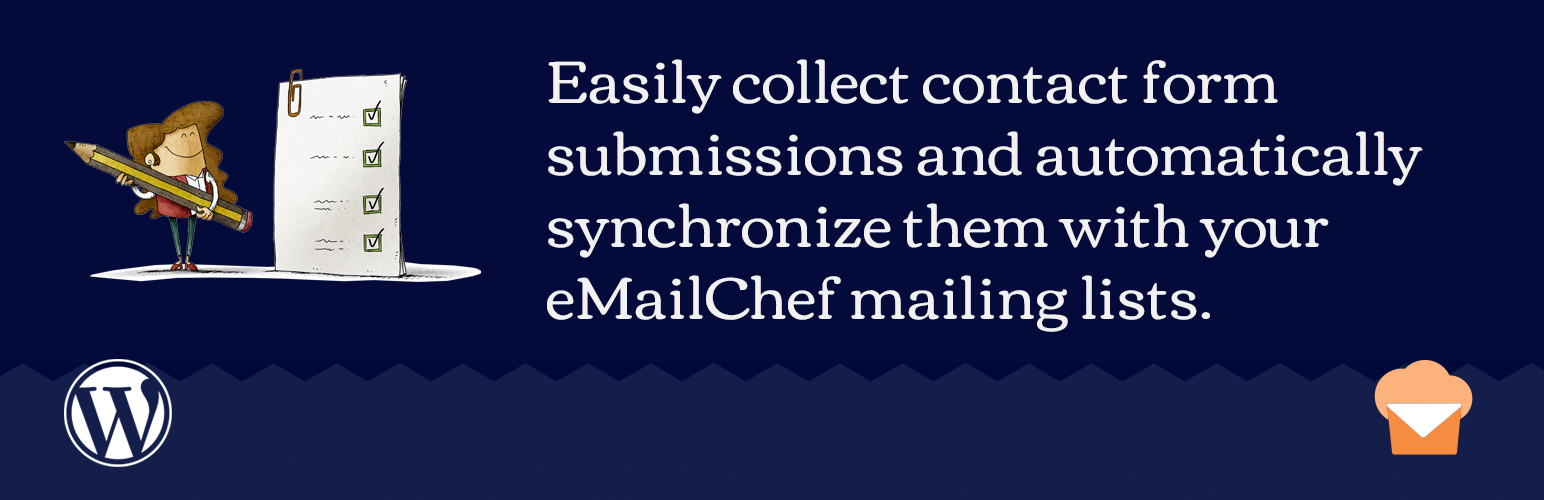 Easily collect contact form
submissions and automatically
synchronize them with your
eMailChef mailing lists.
W